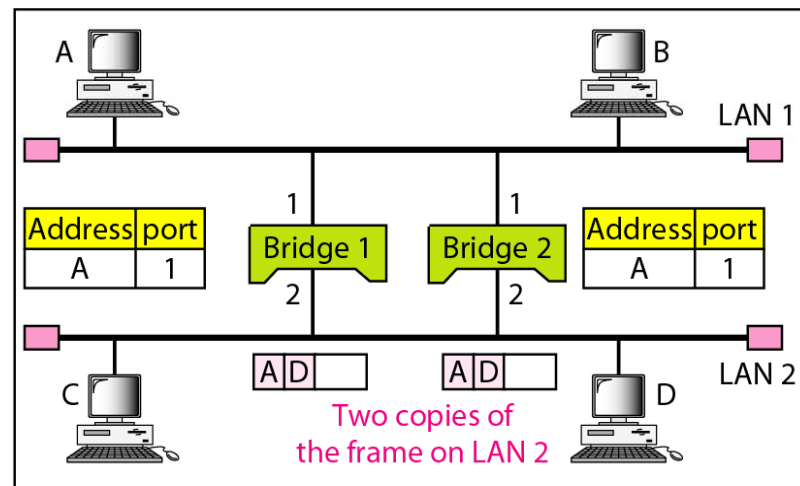 A
B
LAN 1
1
1
Address port
A 1
Bridge 1
Bridge 2
Address port
A 1
2
2
A D
A D
LAN 2
C
D
Two copies of
the frame on LAN 2